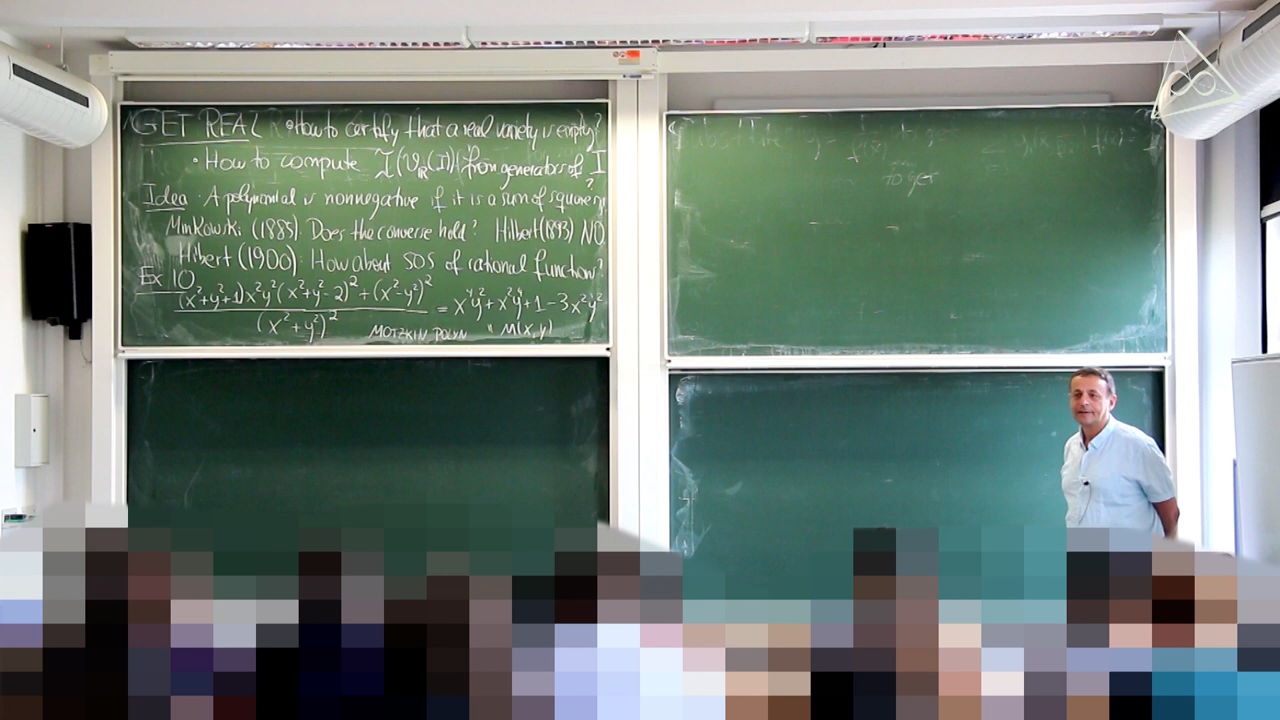 GET REAL • How to certify that a real variety is empty?
• How to compute I(V_ℝ(I)) from generators of I ?
Idea • A polynomial is nonnegative if it is a sum of squares.
Minkowski (1885): Does the converse hold? Hilbert (1893) NO
Hilbert (1900): How about SOS of rational function?
Ex 10
(x²+y²+1)x²y²(x²+y²-2)²+(x²-y²)² / (x²+y²)² = x⁴y²+x²y⁴+1-3x²y²
MOTZKIN POLYN " M(x,y)
to get